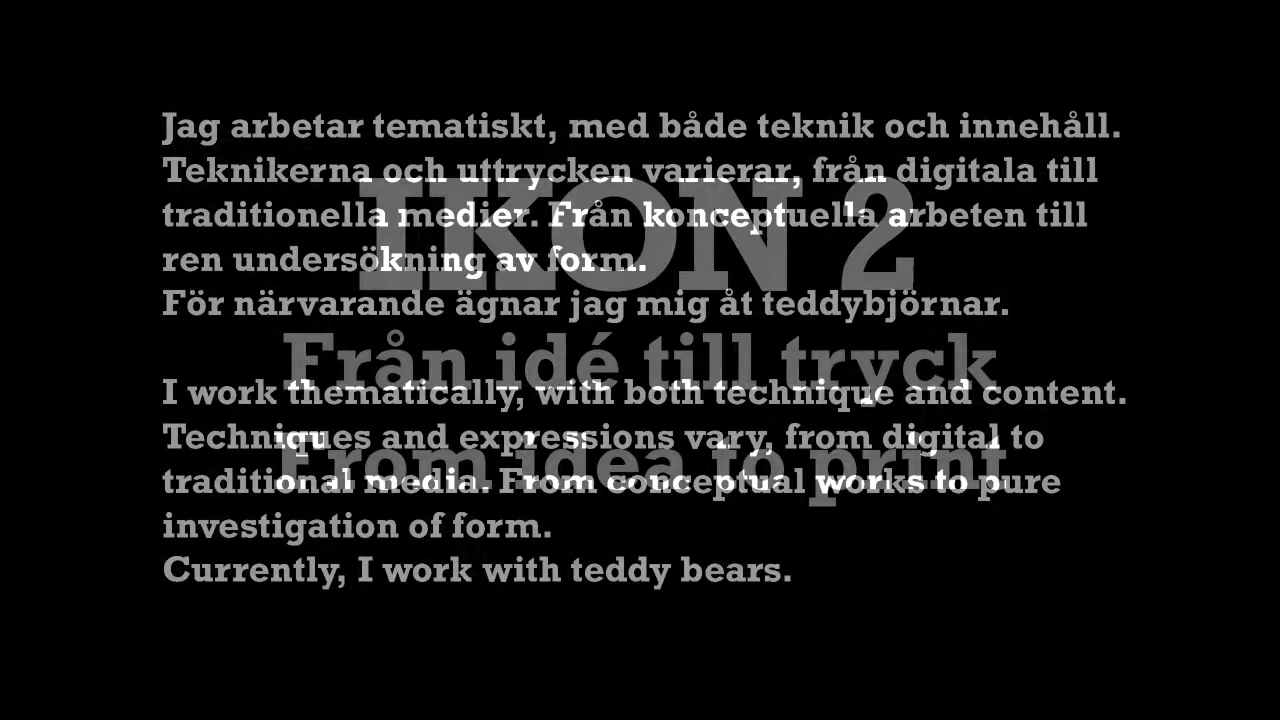 Jag arbetar tematiskt, med både teknik och innehåll.
Teknikerna och uttrycken varierar, från digitala till
traditionella medier. Från konceptuella arbeten till
ren undersökning av form.
För närvarande ägnar jag mig åt teddybjörnar.
I work thematically, with both technique and content.
Techniques and expressions vary, from digital to
traditional media. From conceptual works to pure
investigation of form.
Currently, I work with teddy bears.
IKON 2
Från idé till tryck
From idea to print